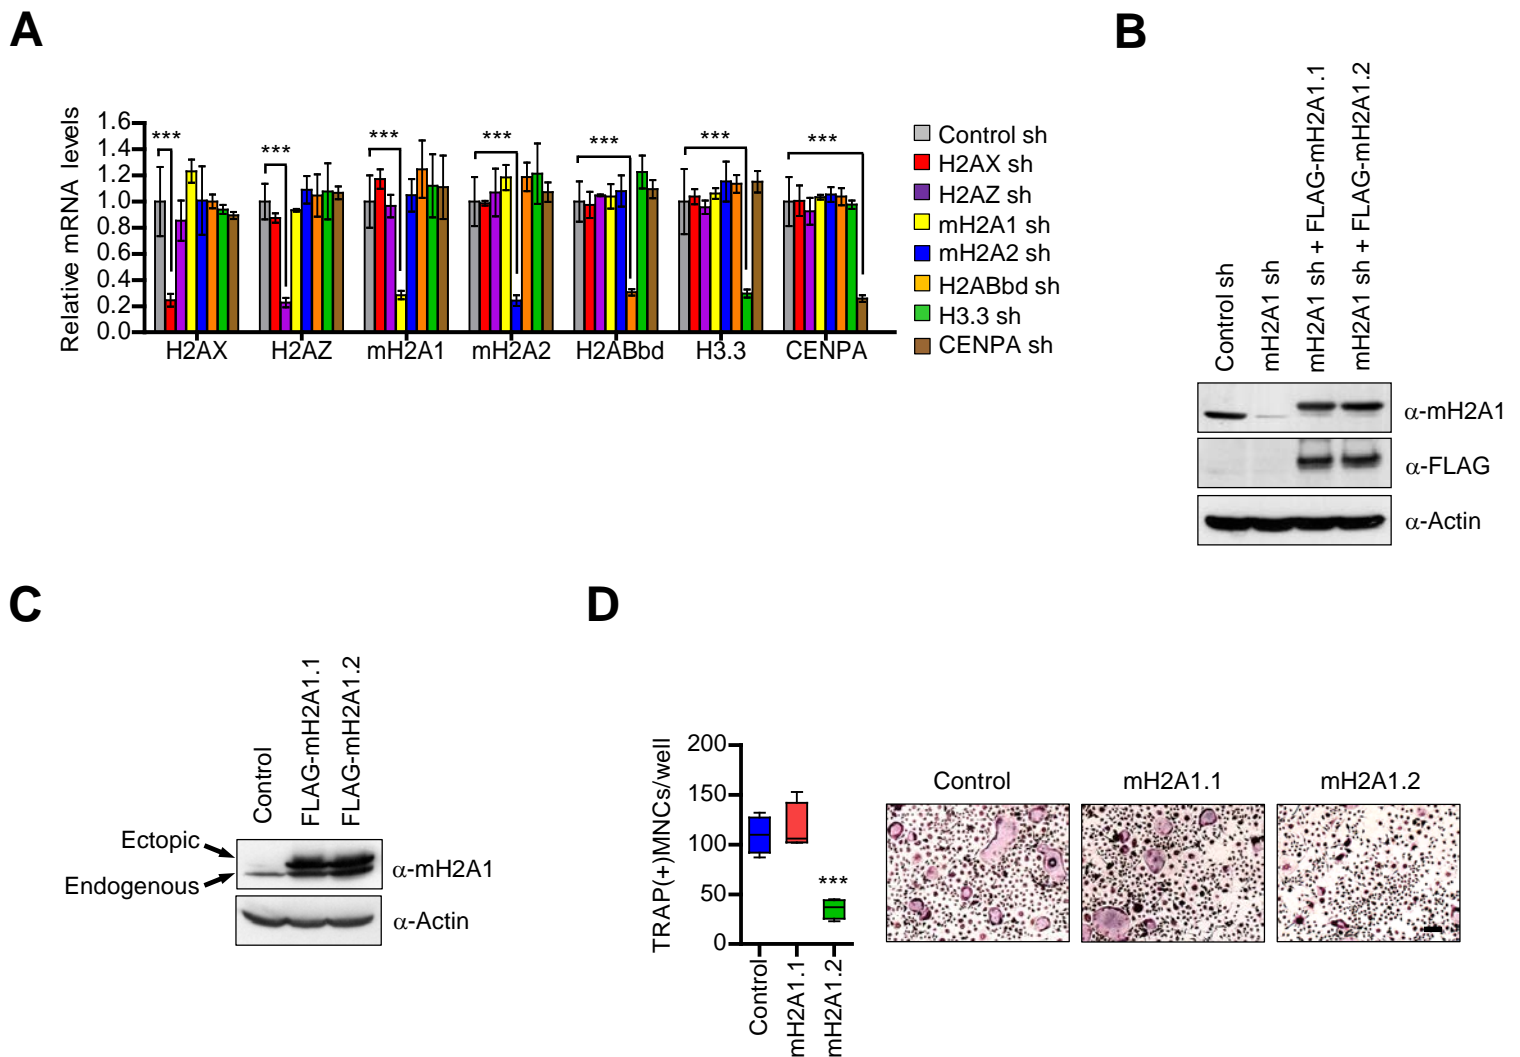 A
Relative mRNA levels
1.6
1.4
1.2
1.0
0.8
0.6
0.4
0.2
0.0
***
***
***
***
***
***
***
H2AX
H2AZ
mH2A1
mH2A2
H2ABbd
H3.3
CENPA
Control sh
H2AX sh
H2AZ sh
mH2A1 sh
mH2A2 sh
H2ABbd sh
H3.3 sh
CENPA sh
B
Control sh
mH2A1 sh
mH2A1 sh + FLAG-mH2A1.1
mH2A1 sh + FLAG-mH2A1.2
α-mH2A1
α-FLAG
α-Actin
C
Control
FLAG-mH2A1.1
FLAG-mH2A1.2
Ectopic
Endogenous
α-mH2A1
α-Actin
D
TRAP(+)MNCs/well
200
150
100
50
0
***
Control
mH2A1.1
mH2A1.2
Control
mH2A1.1
mH2A1.2